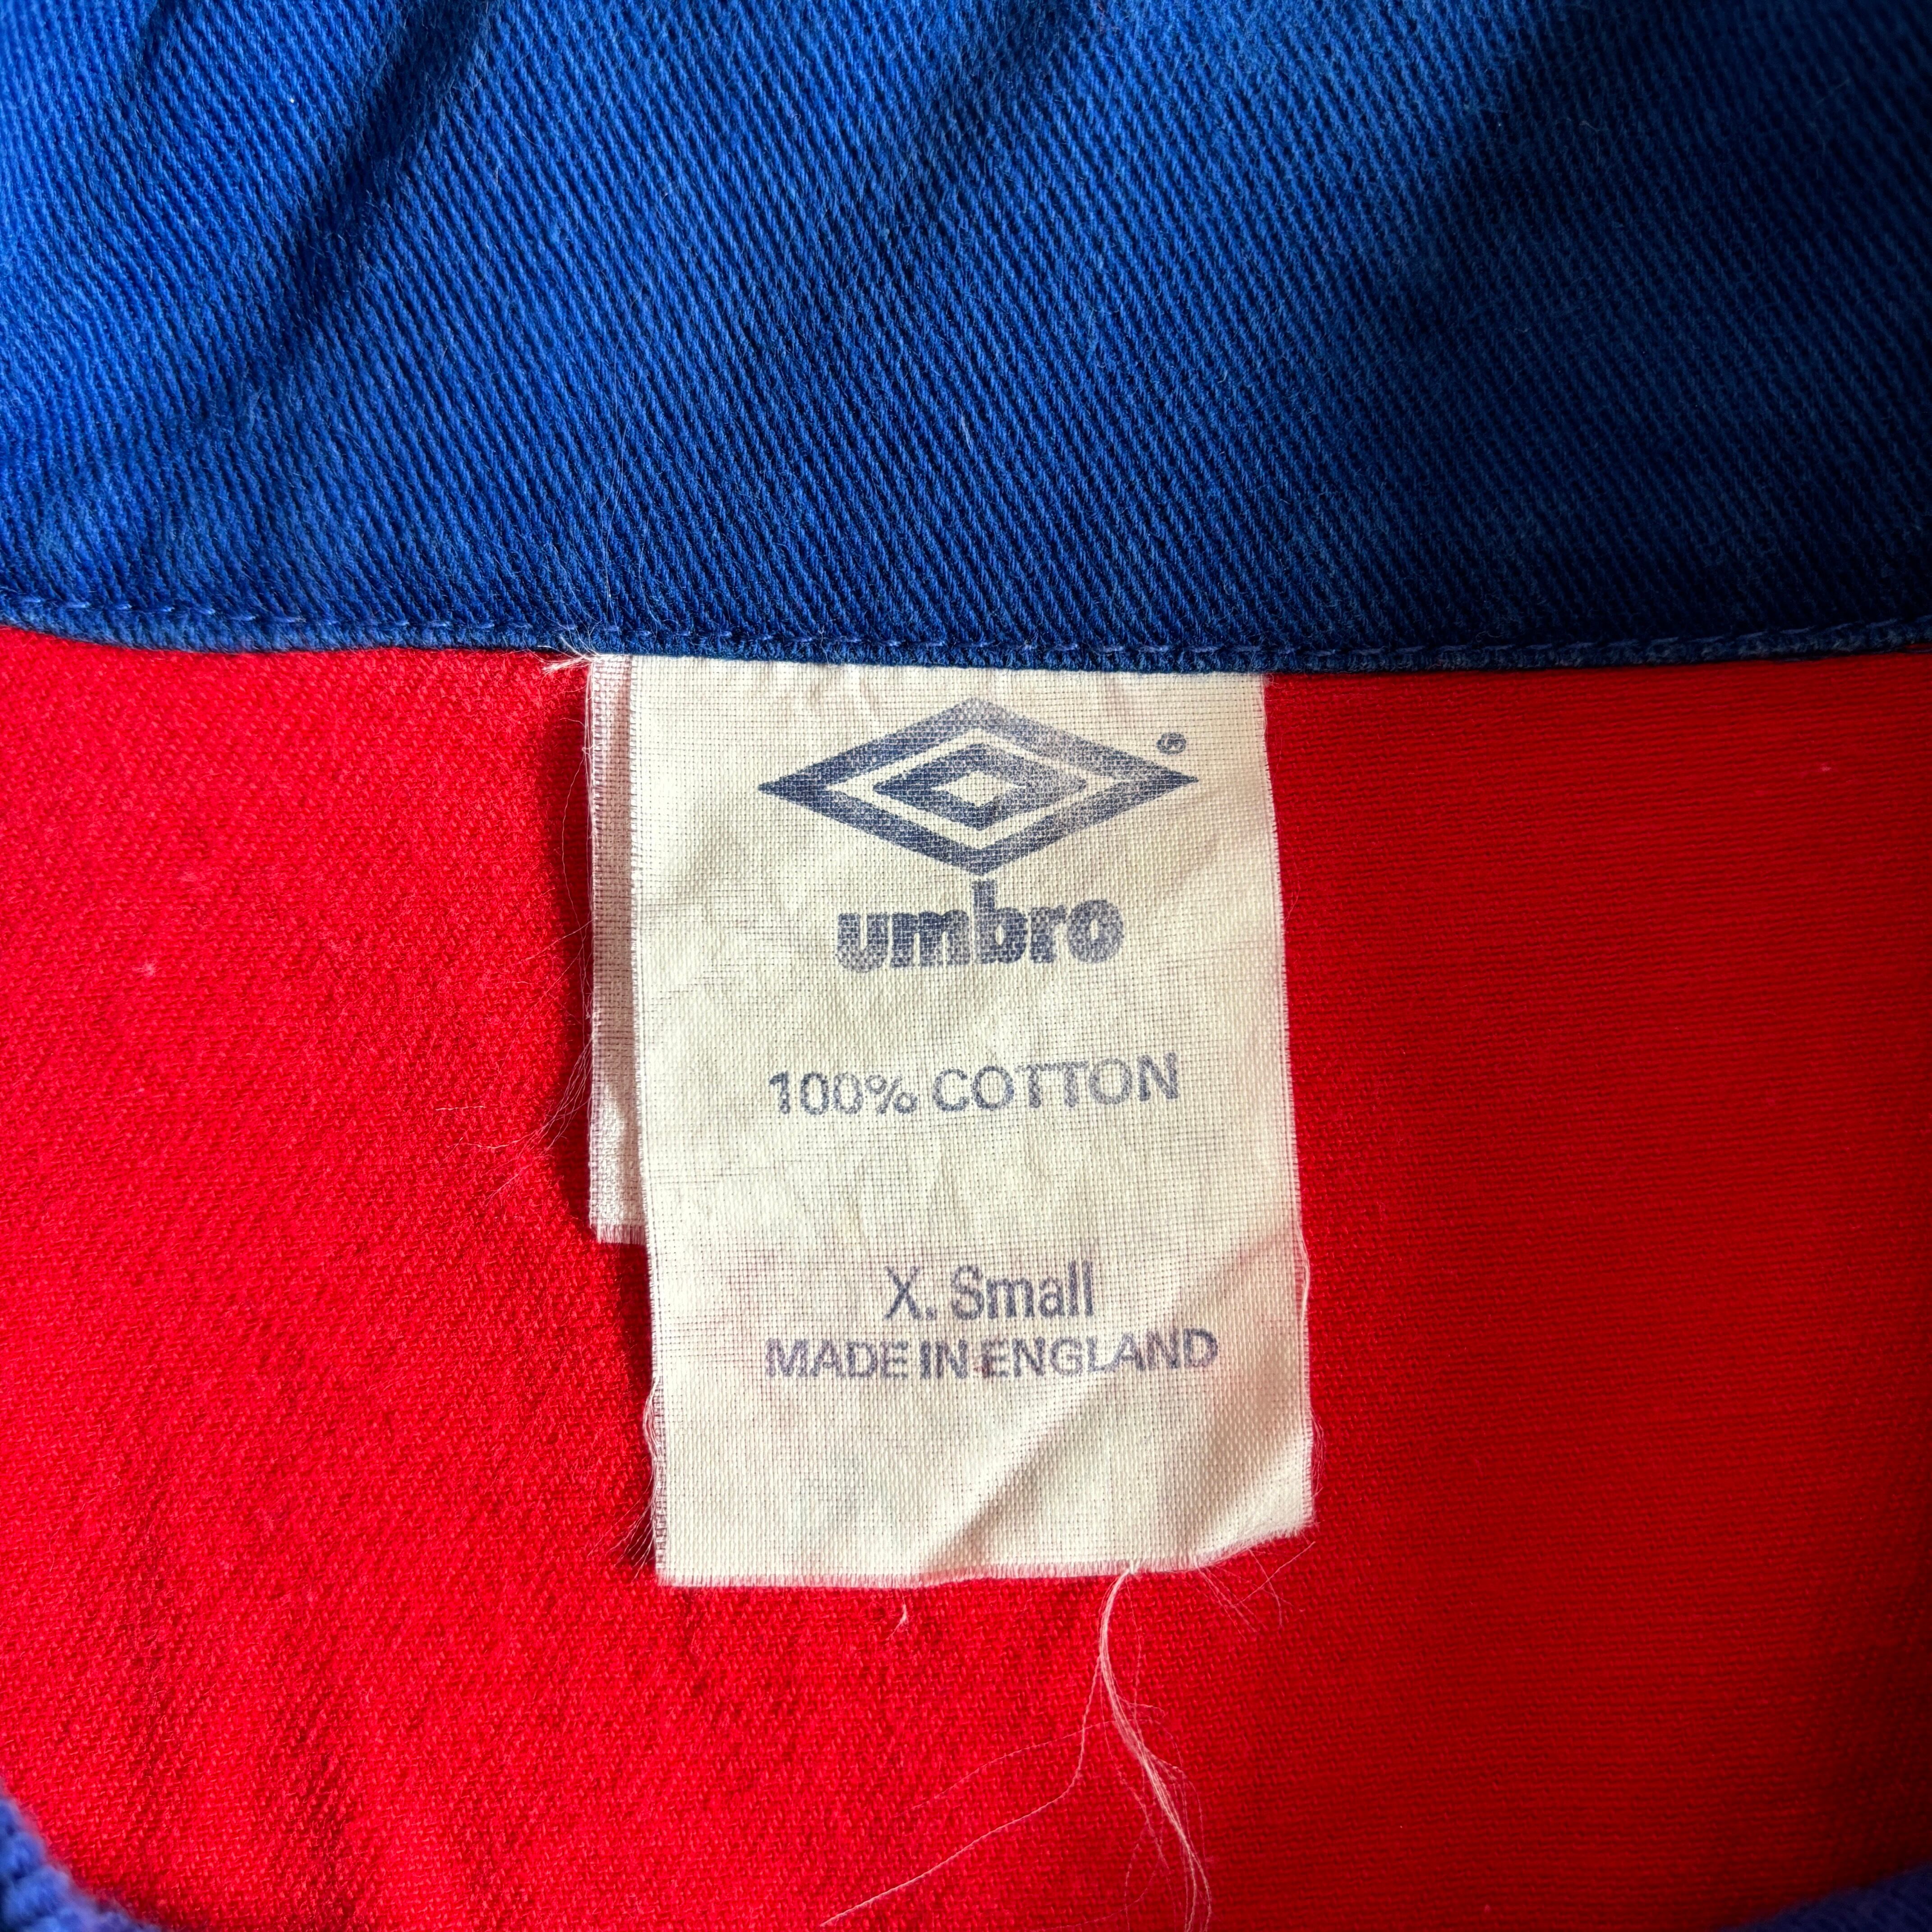 umbro
100% COTTON
X. Small
MADE IN ENGLAND